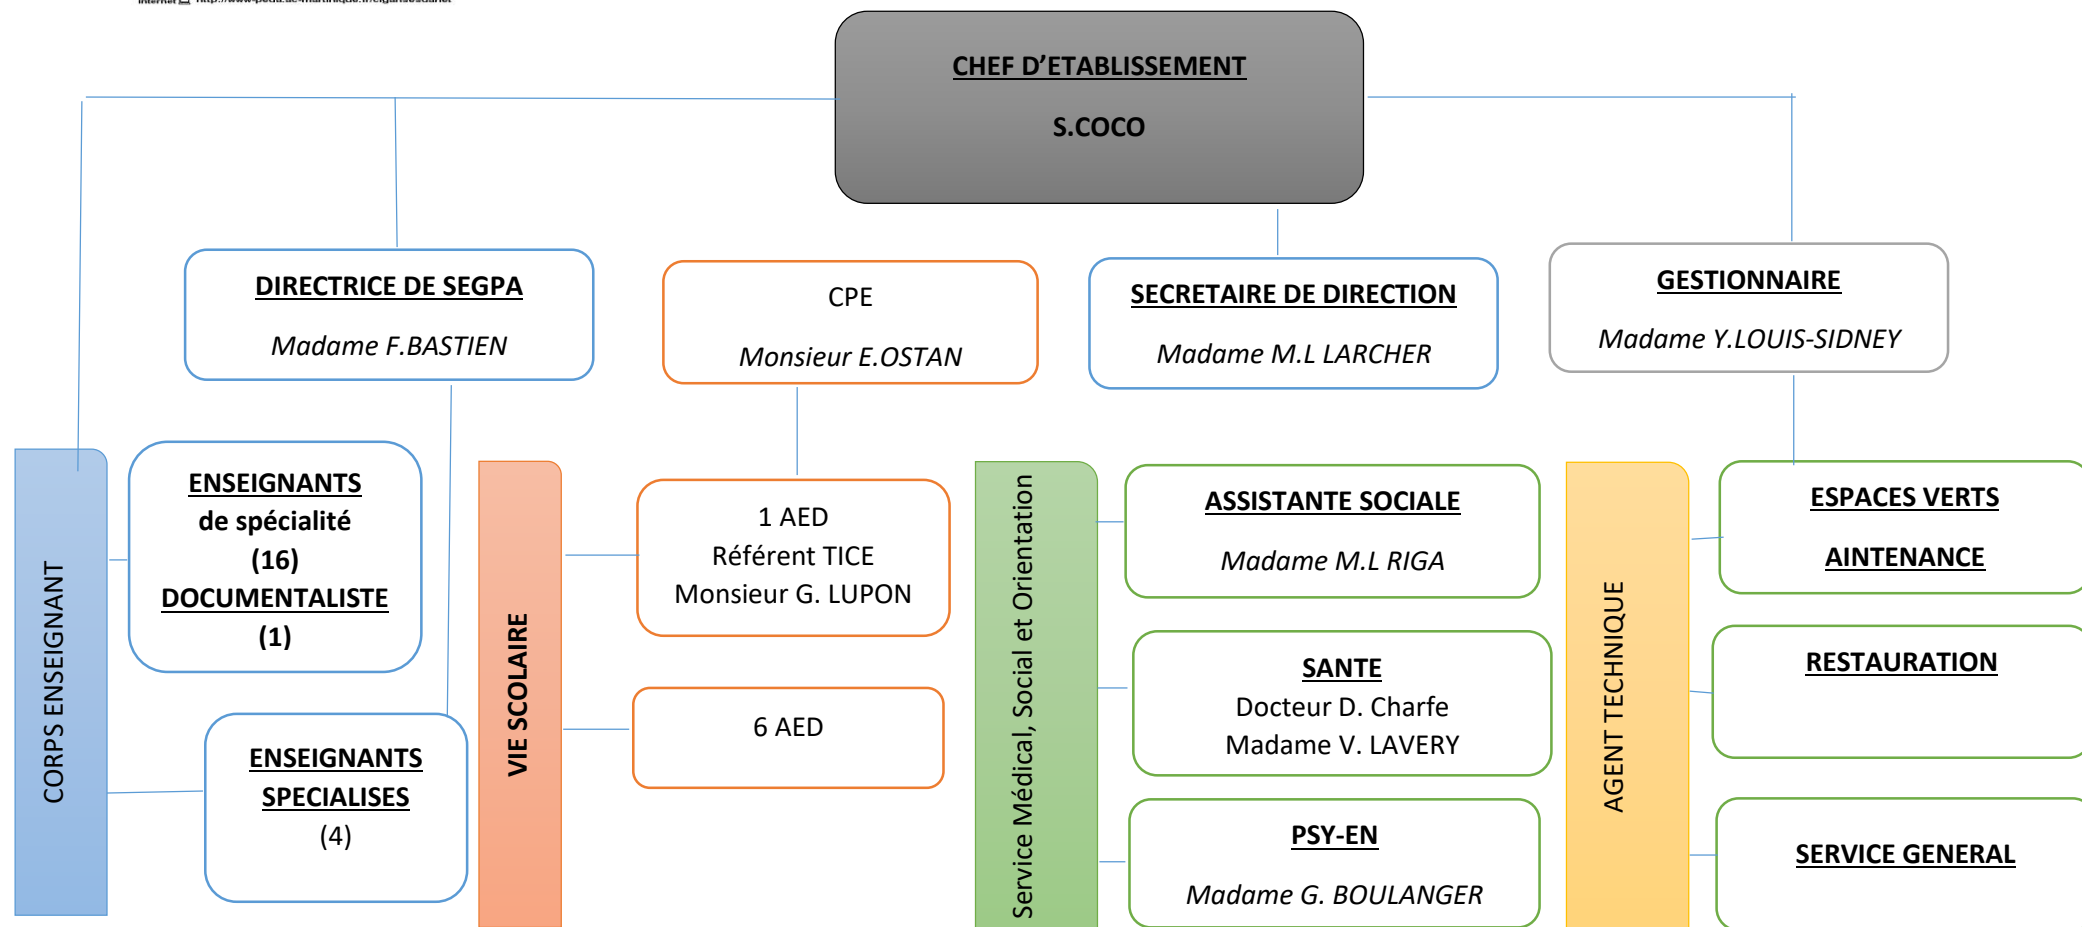 CHEF D'ETABLISSEMENT
S.COCO
DIRECTRICE DE SEGPA
Madame F.BASTIEN
CPE
Monsieur E.OSTAN
SECRETAIRE DE DIRECTION
Madame M.L LARCHER
GESTIONNAIRE
Madame Y.LOUIS-SIDNEY
CORPS ENSEIGNANT
ENSEIGNANTS
de spécialité
(16)
DOCUMENTALISTE
(1)
ENSEIGNANTS
SPECIALISES
(4)
VIE SCOLAIRE
1 AED
Référent TICE
Monsieur G. LUPON
6 AED
Service Médical, Social et Orientation
ASSISTANTE SOCIALE
Madame M.L RIGA
SANTE
Docteur D. Charfe
Madame V. LAVERY
PSY-EN
Madame G. BOULANGER
AGENT TECHNIQUE
ESPACES VERTS
AINTENANCE
RESTAURATION
SERVICE GENERAL